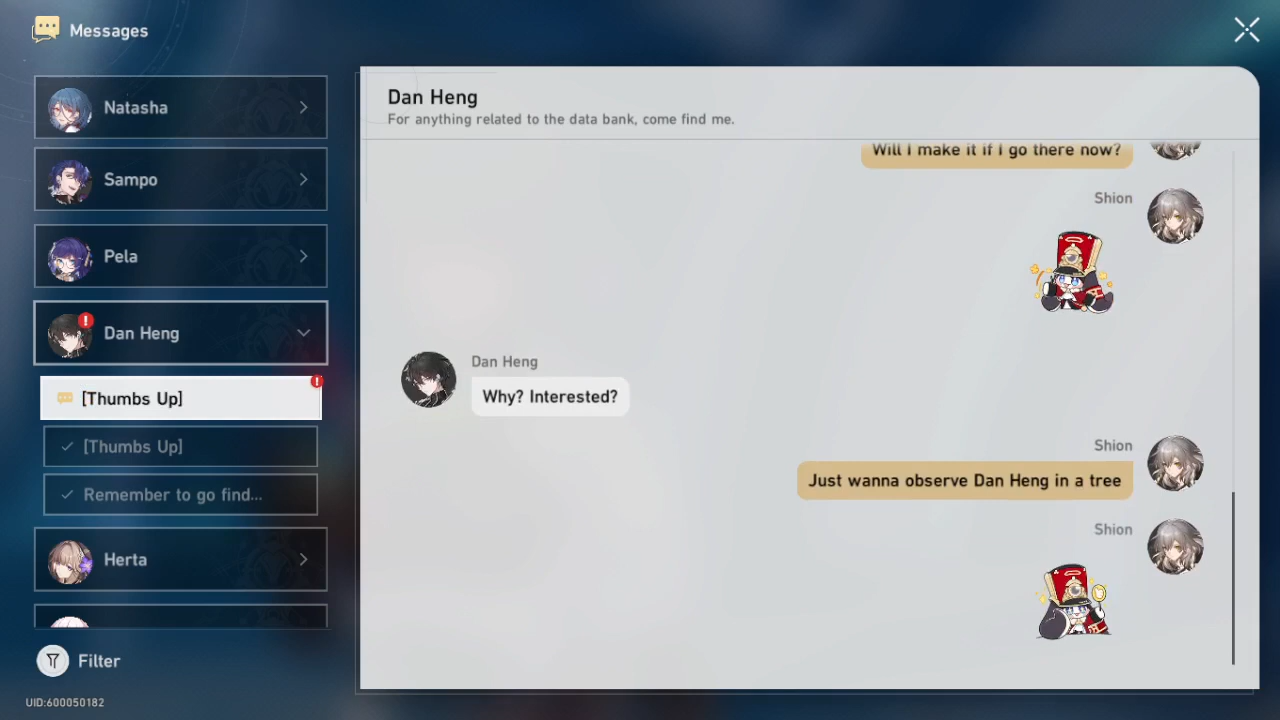 Messages
Natasha
Sampo
Pela
Dan Heng
[Thumbs Up]
[Thumbs Up]
Remember to go find...
Herta
Filter
UID:600050182
Dan Heng
For anything related to the data bank, come find me.
Will I make it if I go there now?
Shion
Dan Heng
Why? Interested?
Shion
Just wanna observe Dan Heng in a tree
Shion